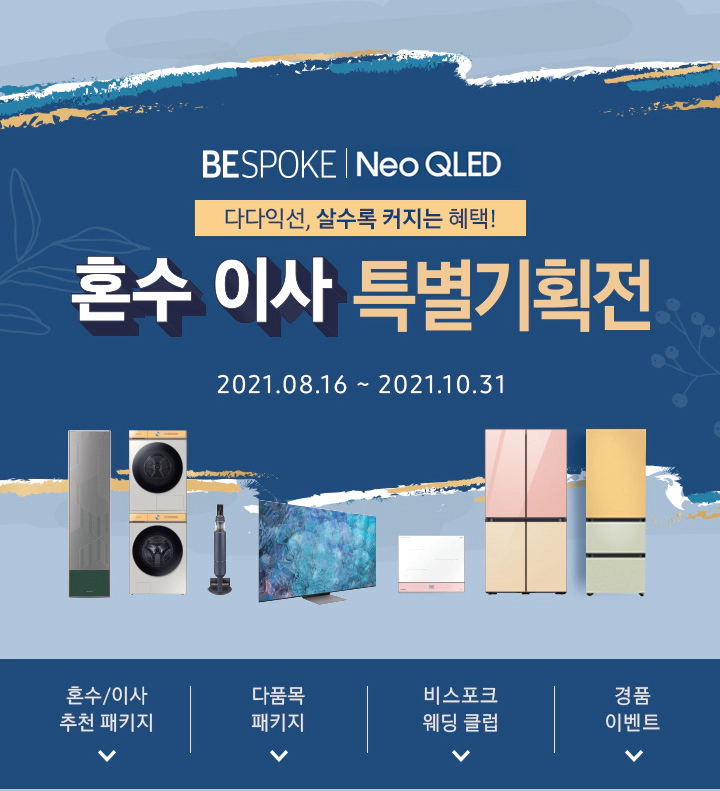 BESPOKE | Neo QLED
다다익선, 살수록 커지는 혜택!
혼수 이사 특별기획전
2021.08.16 ~ 2021.10.31
혼수/이사
추천 패키지
다품목
패키지
비스포크
웨딩 클럽
경품
이벤트